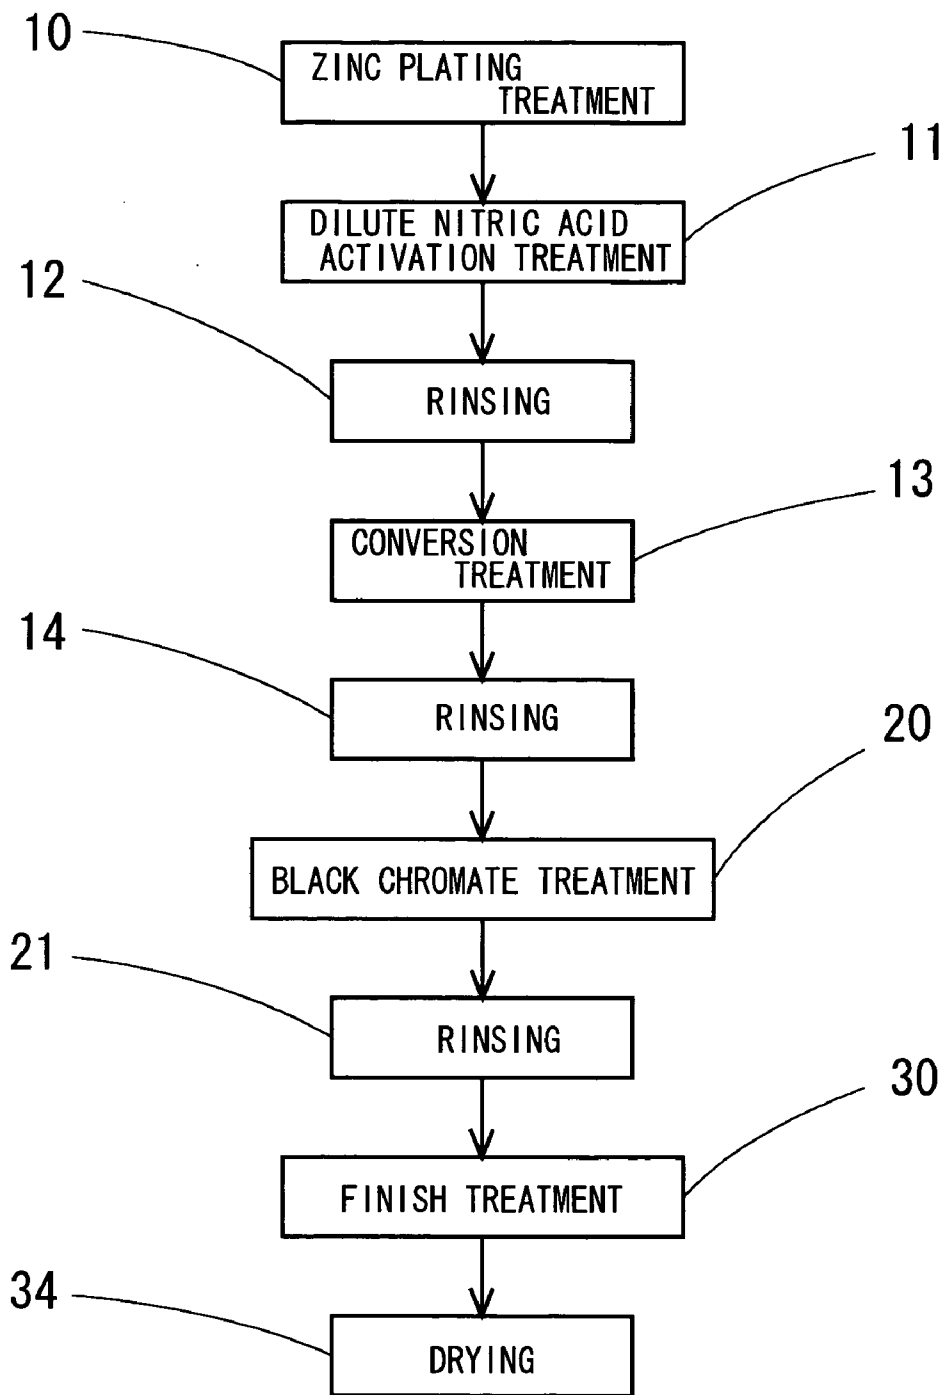 10
ZINC PLATING
TREATMENT
11
DILUTE NITRIC ACID
ACTIVATION TREATMENT
12
RINSING
13
CONVERSION
TREATMENT
14
RINSING
20
BLACK CHROMATE TREATMENT
21
RINSING
30
FINISH TREATMENT
34
DRYING